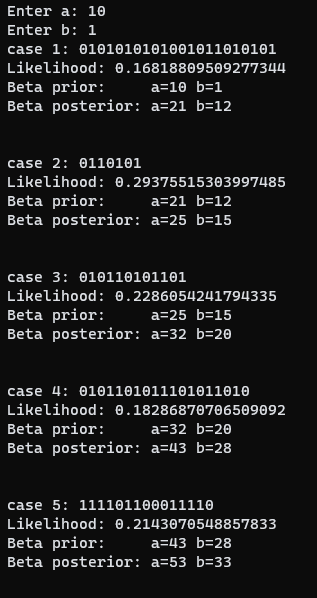 Enter a: 10
Enter b: 1
case 1: 0101010101001011010101
Likelihood: 0.16818809509277344
Beta prior:     a=10 b=1
Beta posterior: a=21 b=12
case 2: 0110101
Likelihood: 0.29375515303997485
Beta prior:     a=21 b=12
Beta posterior: a=25 b=15
case 3: 010110101101
Likelihood: 0.2286054241794335
Beta prior:     a=25 b=15
Beta posterior: a=32 b=20
case 4: 0101101011101011010
Likelihood: 0.18286870706509092
Beta prior:     a=32 b=20
Beta posterior: a=43 b=28
case 5: 111101100011110
Likelihood: 0.2143070548857833
Beta prior:     a=43 b=28
Beta posterior: a=53 b=33